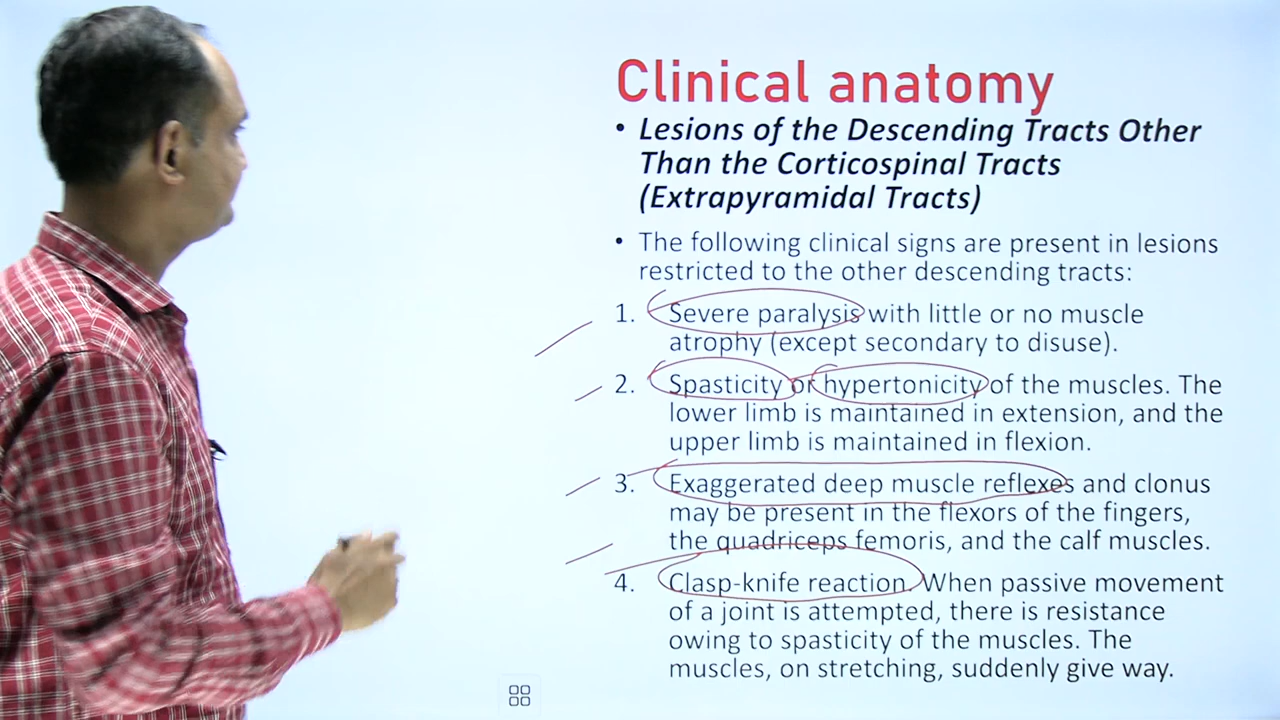 Clinical anatomy
• Lesions of the Descending Tracts Other
Than the Corticospinal Tracts
(Extrapyramidal Tracts)
• The following clinical signs are present in lesions
restricted to the other descending tracts:
1. Severe paralysis with little or no muscle
atrophy (except secondary to disuse).
2. Spasticity or hypertonicity of the muscles. The
lower limb is maintained in extension, and the
upper limb is maintained in flexion.
3. Exaggerated deep muscle reflexes and clonus
may be present in the flexors of the fingers,
the quadriceps femoris, and the calf muscles.
4. Clasp-knife reaction. When passive movement
of a joint is attempted, there is resistance
owing to spasticity of the muscles. The
muscles, on stretching, suddenly give way.